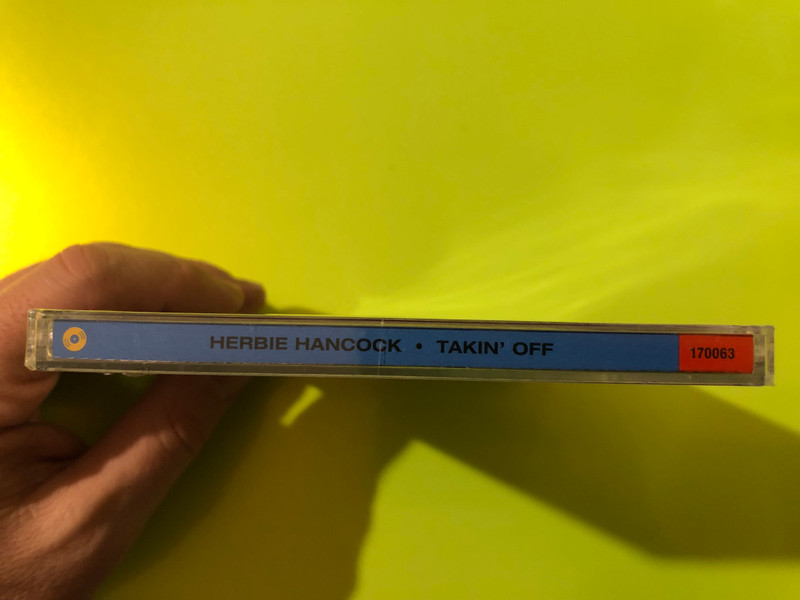 HERBIE HANCOCK • TAKIN' OFF 170063